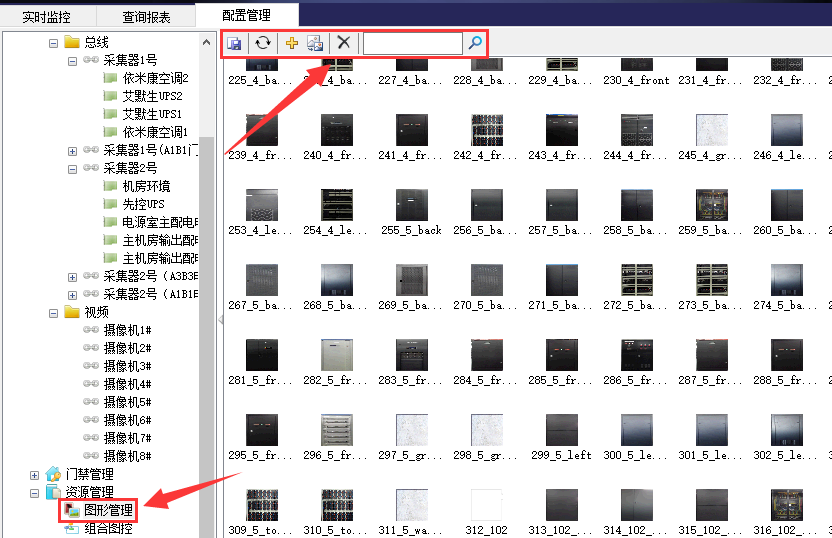 实时监控 查询报表 配置管理
总线
采集器1号
依米康空调2
艾默生UPS2
艾默生UPS1
依米康空调1
采集器1号(A1B1门
采集器2号
机房环境
先控UPS
电源室主配电
主机房输出配
主机房输出配
采集器2号（A3B3
采集器2号（A1B1
视频
摄像机1#
摄像机2#
摄像机3#
摄像机4#
摄像机5#
摄像机6#
摄像机7#
摄像机8#
门禁管理
资源管理
图形管理
组合图控
225_4_ba... 226_4_ba... 227_4_ba... 228_4_ba... 229_4_ba... 230_4_front 231_4_fr... 232_4_fr...
239_4_fr... 240_4_fr... 241_4_fr... 242_4_fr... 243_4_fr... 244_4_fr... 245_4_gr... 246_4_le...
253_4_le... 254_4_le... 255_5_back 256_5_ba... 257_5_ba... 258_5_ba... 259_5_ba... 260_5_ba...
267_5_ba... 268_5_ba... 269_5_ba... 270_5_ba... 271_5_ba... 272_5_ba... 273_5_ba... 274_5_ba...
281_5_fr... 282_5_fr... 283_5_fr... 284_5_fr... 285_5_fr... 286_5_fr... 287_5_fr... 288_5_fr...
295_5_fr... 296_5_fr... 297_5_gr... 298_5_gr... 299_5_left 300_5_le... 301_5_le... 302_5_le...
309_5_to... 310_5_to... 311_5_wa... 312_102 313_102... 314_102... 315_102... 316_102...